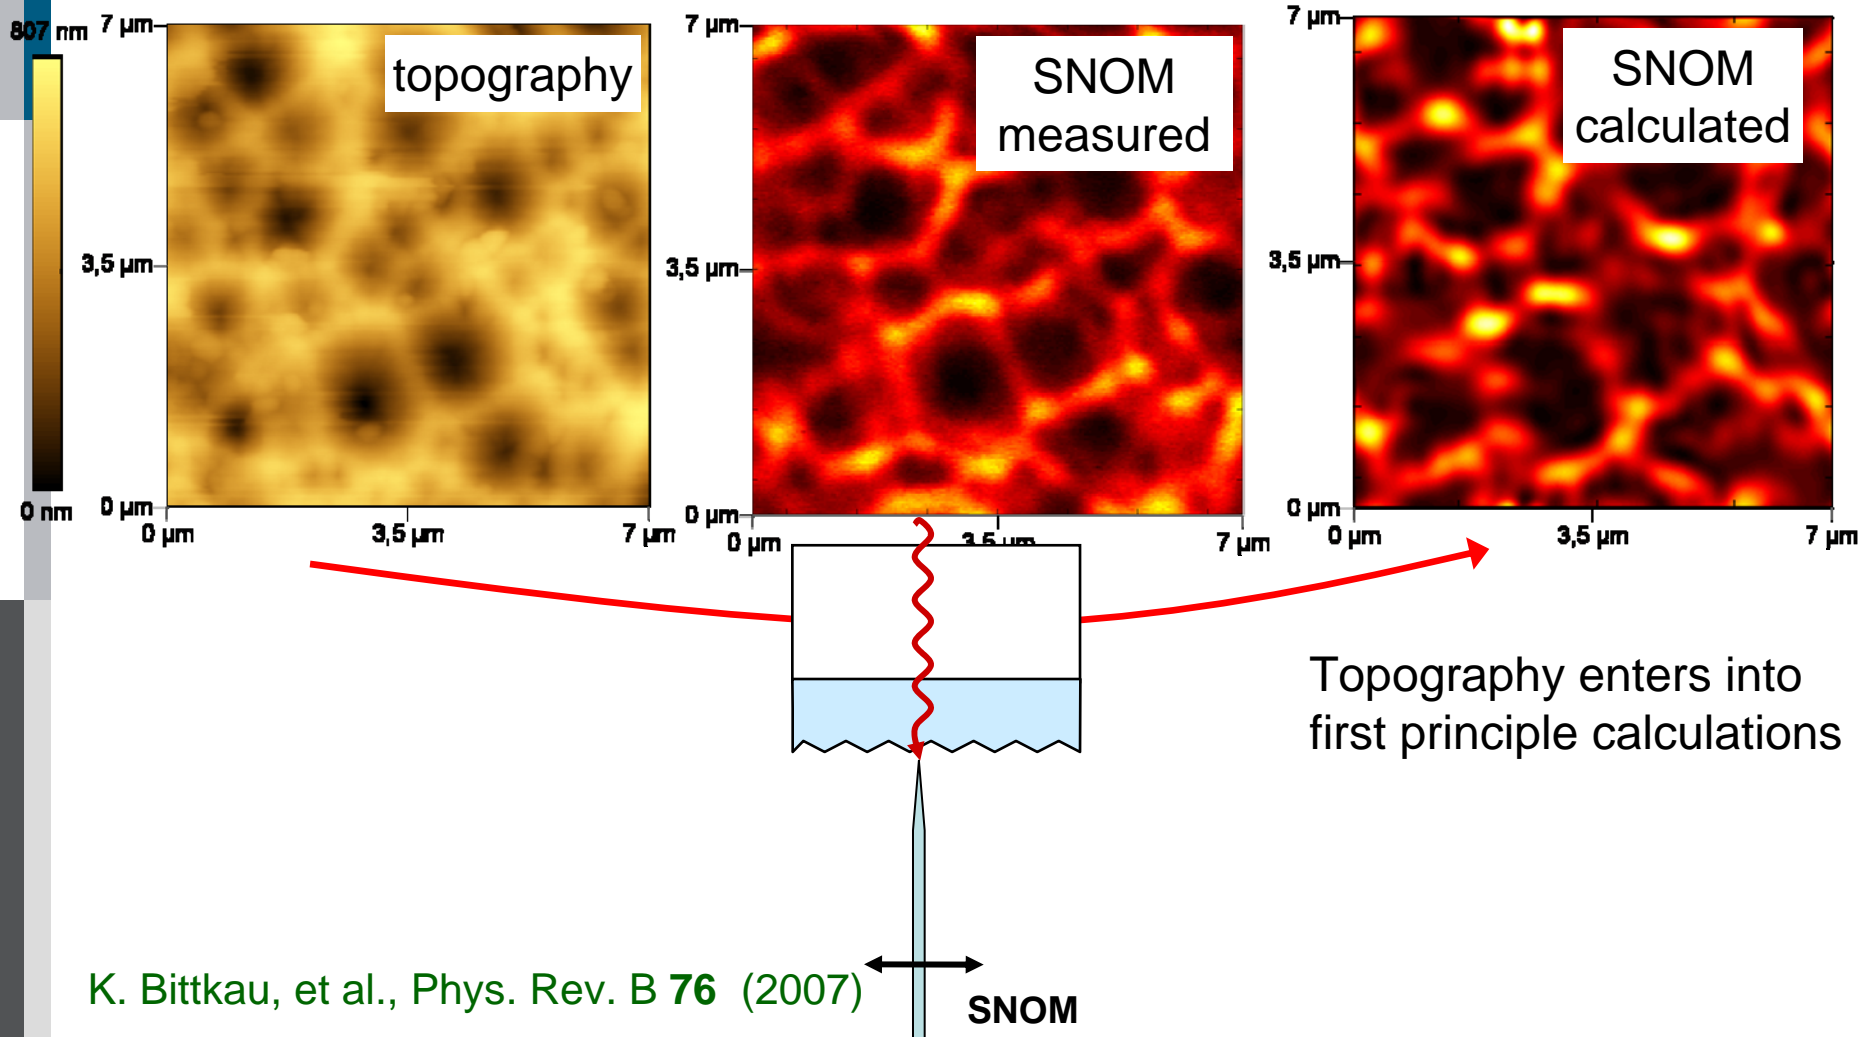 807 nm
0 nm
7 µm
3,5 µm
0 µm
0 µm
3,5 µm
7 µm
topography
7 µm
3,5 µm
0 µm
0 µm
3,5 µm
7 µm
SNOM
measured
7 µm
3,5 µm
0 µm
0 µm
3,5 µm
7 µm
SNOM
calculated
Topography enters into
first principle calculations
K. Bittkau, et al., Phys. Rev. B 76 (2007)
SNOM